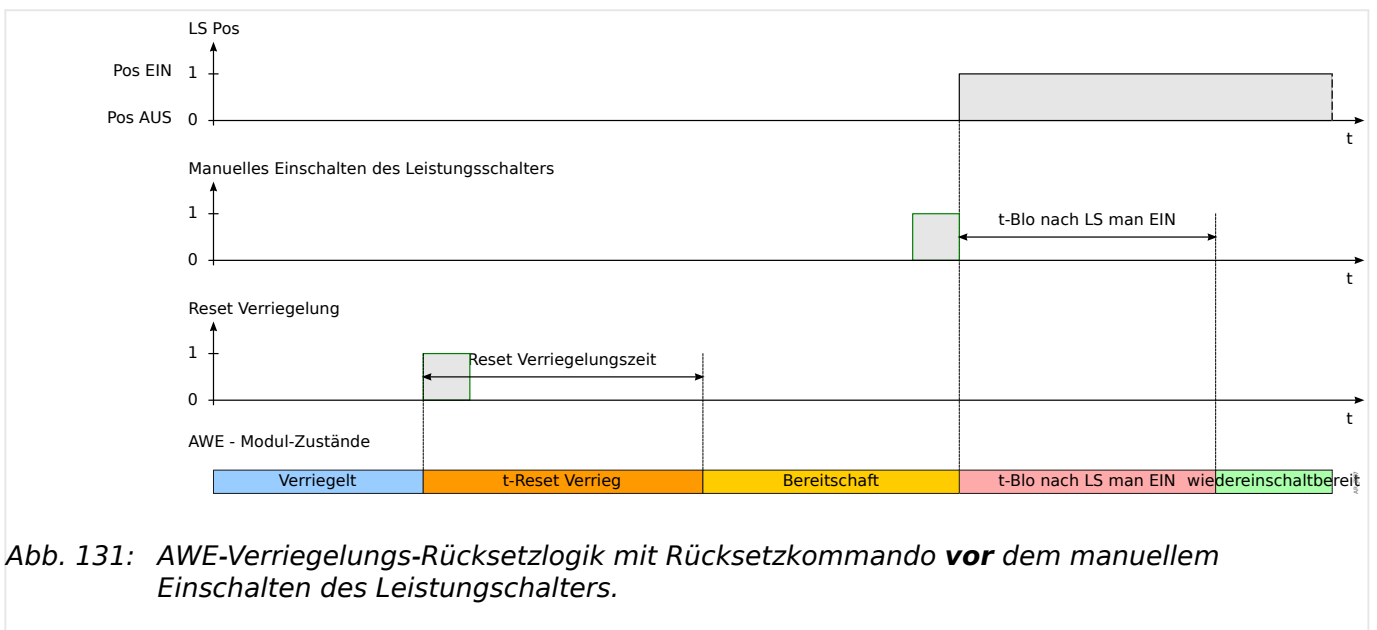 LS Pos
Pos EIN 1
Pos AUS 0
t
Manuelles Einschalten des Leistungsschalters
1
t-Blo nach LS man EIN
0
t
Reset Verriegelung
1
Reset Verriegelungszeit
0
t
AWE - Modul-Zustände
Verriegelt t-Reset Verrieg Bereitschaft t-Blo nach LS man EIN wiedereinschaltbereit
Abb. 131: AWE-Verriegelungs-Rücksetzlogik mit Rücksetzkommando vor dem manuellem
Einschalten des Leistungschalters.